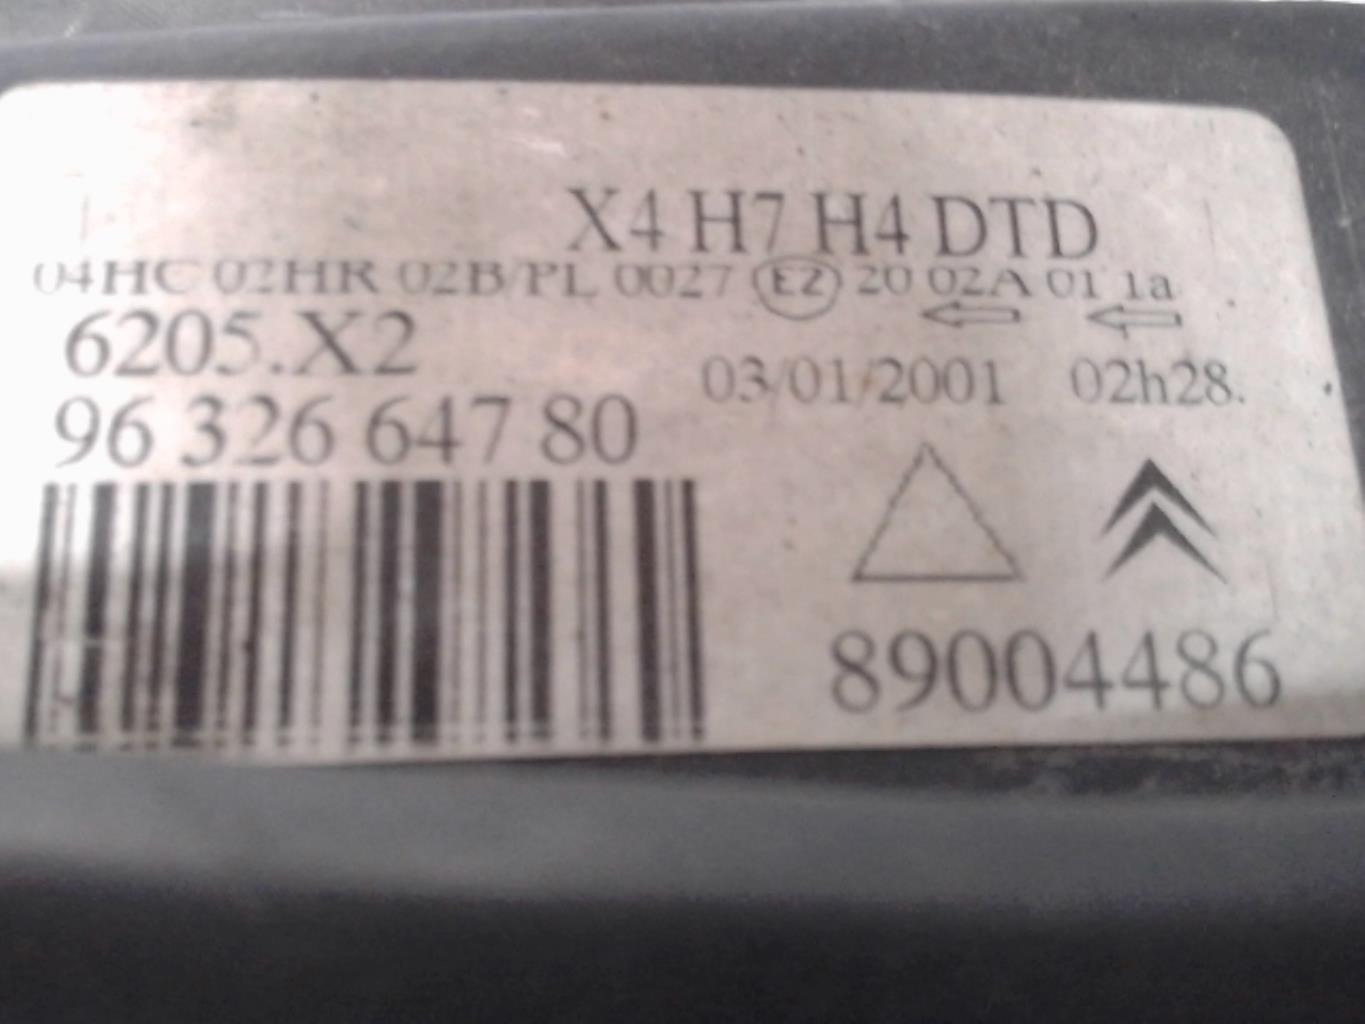 X4 H7 H4 DTD
04HC 02HR 02B/PL 0027 E2 20 02A 01 1a
6205.X2
03/01/2001 02h28.
96 326 647 80
89004486